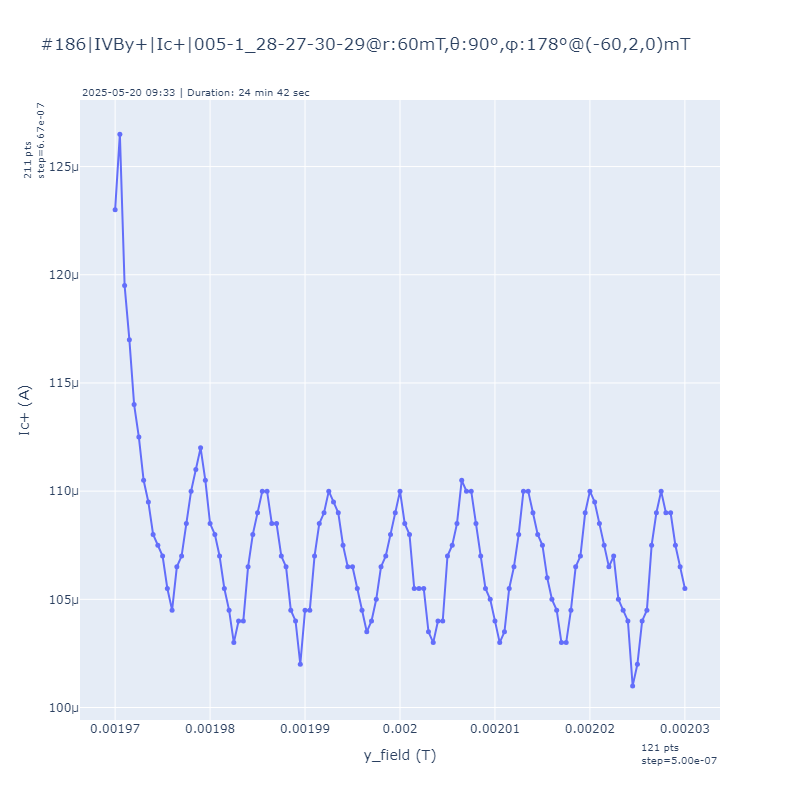 #186|IVBy+|Ic+|005-1_28-27-30-29@r:60mT,θ:90º,φ:178º@(-60,2,0)mT
2025-05-20 09:33 | Duration: 24 min 42 sec
211 pts
step=6.67e-07
125μ
120μ
115μ
110μ
105μ
100μ
Ic+ (A)
0.00197
0.00198
0.00199
0.002
0.00201
0.00202
0.00203
y_field (T)
121 pts
step=5.00e-07